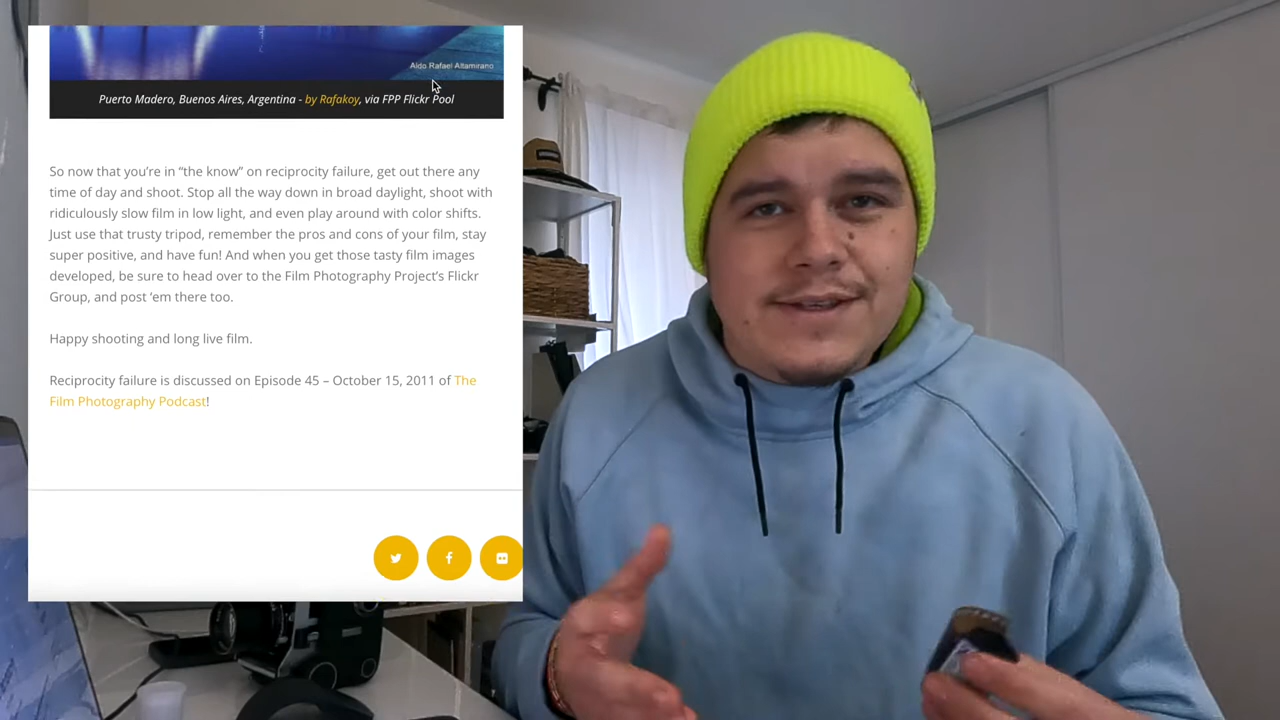 Aldo Rafael Altamirano
Puerto Madero, Buenos Aires, Argentina - by Rafakoy, via FPP Flickr Pool
So now that you're in “the know” on reciprocity failure, get out there any
time of day and shoot. Stop all the way down in broad daylight, shoot with
ridiculously slow film in low light, and even play around with color shifts.
Just use that trusty tripod, remember the pros and cons of your film, stay
super positive, and have fun! And when you get those tasty film images
developed, be sure to head over to the Film Photography Project's Flickr
Group, and post ’em there too.
Happy shooting and long live film.
Reciprocity failure is discussed on Episode 45 – October 15, 2011 of The
Film Photography Podcast!